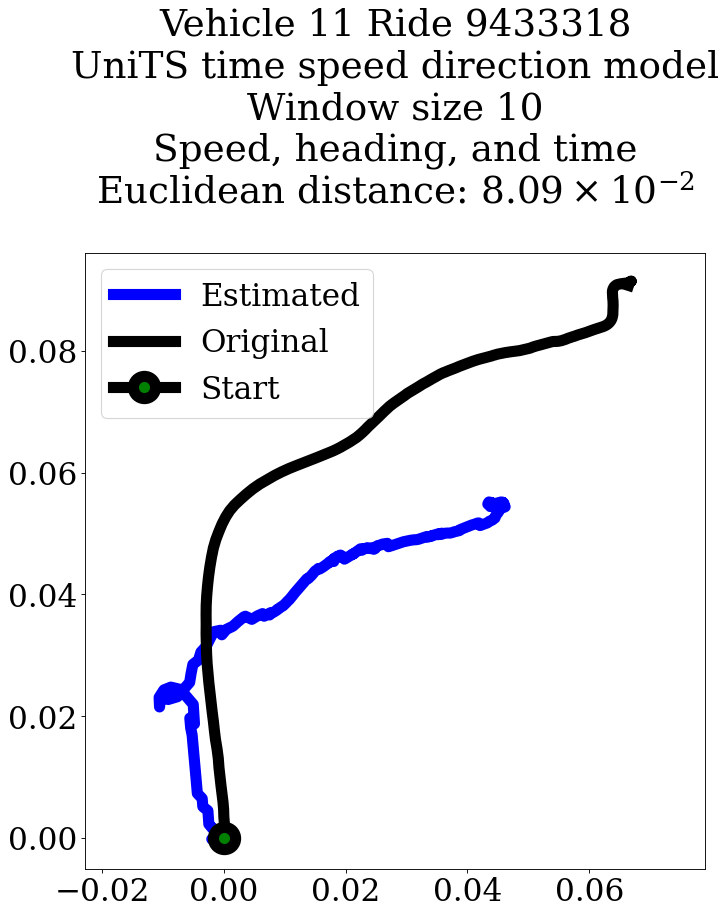 Vehicle 11 Ride 9433318
UniTS time speed direction model
Window size 10
Speed, heading, and time
Euclidean distance: 8.09 × 10⁻²
Estimated
Original
Start
0.08
0.06
0.04
0.02
0.00
−0.02 0.00 0.02 0.04 0.06